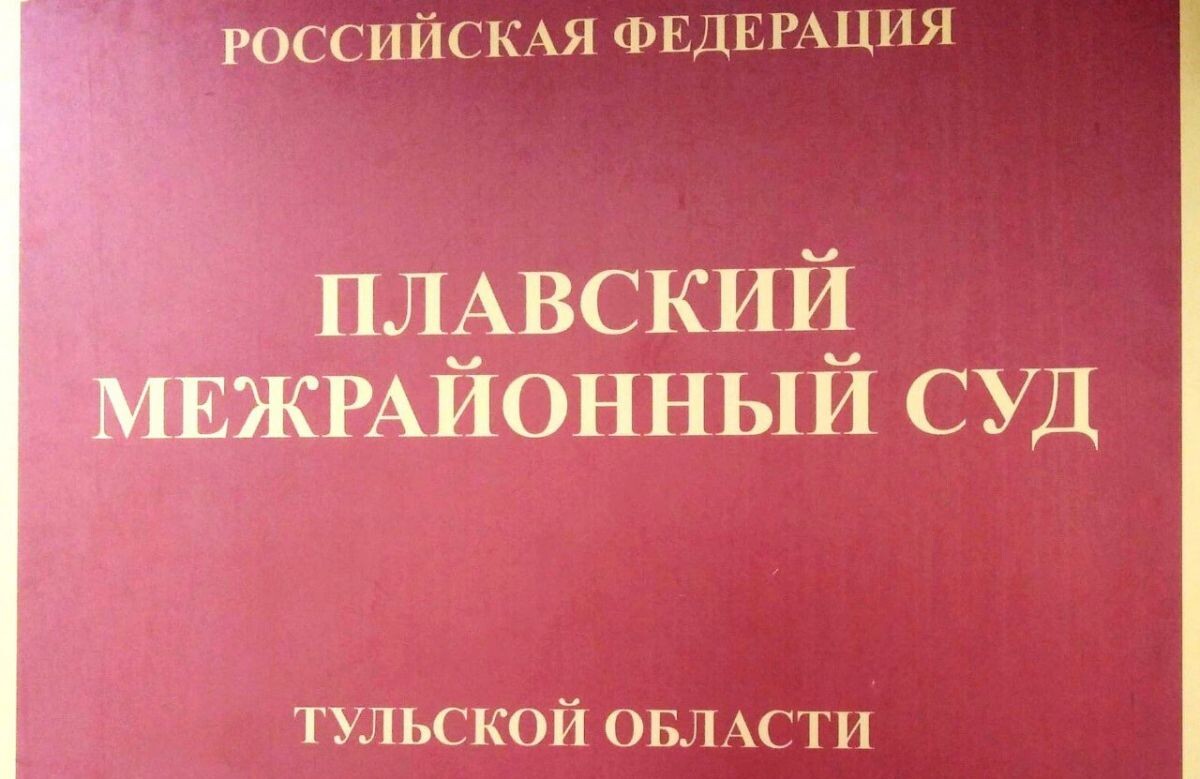 РОССИЙСКАЯ ФЕДЕРАЦИЯ
ПЛАВСКИЙ
МЕЖРАЙОННЫЙ СУД
ТУЛЬСКОЙ ОБЛАСТИ